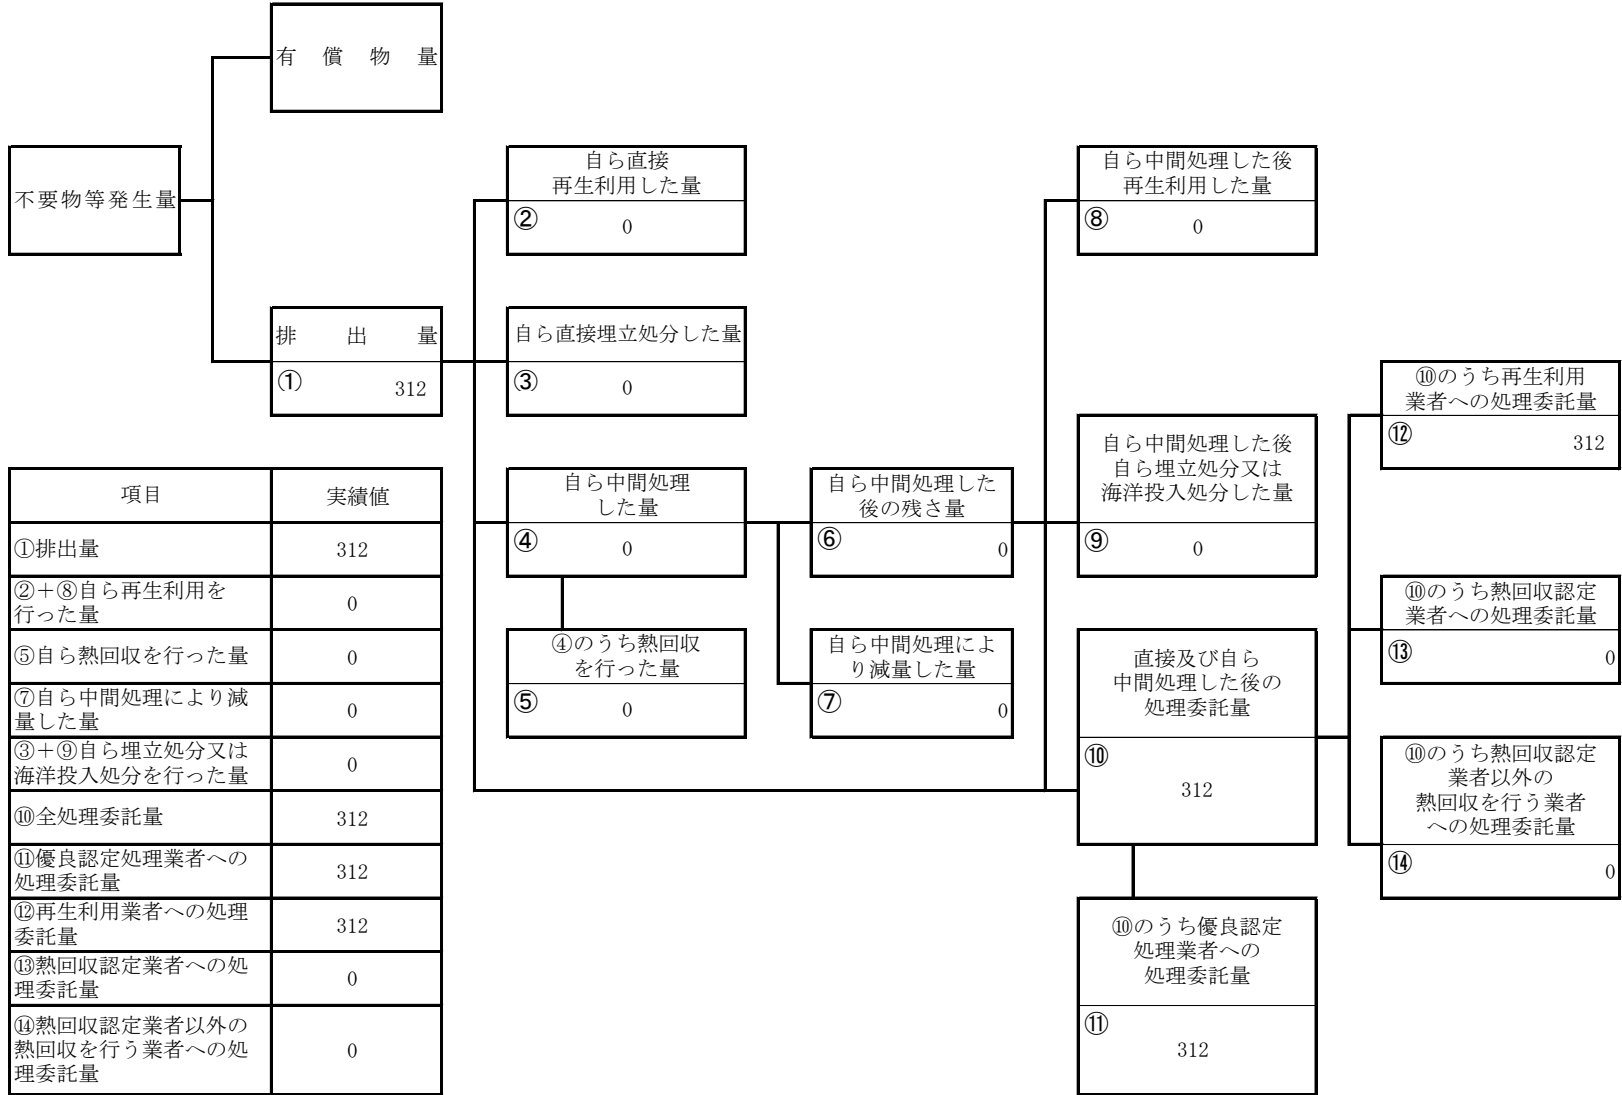 有償物量
不要物等発生量
排出量
① 312
自ら直接
再生利用した量
② 0
自ら直接埋立処分した量
③ 0
自ら中間処理
した量
④ 0
④のうち熱回収
を行った量
⑤ 0
自ら中間処理した
後の残さ量
⑥ 0
自ら中間処理によ
り減量した量
⑦ 0
自ら中間処理した後
再生利用した量
⑧ 0
自ら中間処理した後
自ら埋立処分又は
海洋投入処分した量
⑨ 0
直接及び自ら
中間処理した後の
処理委託量
⑩
312
⑩のうち優良認定
処理業者への
処理委託量
⑪
312
⑩のうち再生利用
業者への処理委託量
⑫ 312
⑩のうち熱回収認定
業者への処理委託量
⑬ 0
⑩のうち熱回収認定
業者以外の
熱回収を行う業者
への処理委託量
⑭ 0
項目 実績値
①排出量 312
②+⑧自ら再生利用を
行った量 0
⑤自ら熱回収を行った量 0
⑦自ら中間処理により減
量した量 0
③+⑨自ら埋立処分又は
海洋投入処分を行った量 0
⑩全処理委託量 312
⑪優良認定処理業者への
処理委託量 312
⑫再生利用業者への処理
委託量 312
⑬熱回収認定業者への処
理委託量 0
⑭熱回収認定業者以外の
熱回収を行う業者への処
理委託量 0